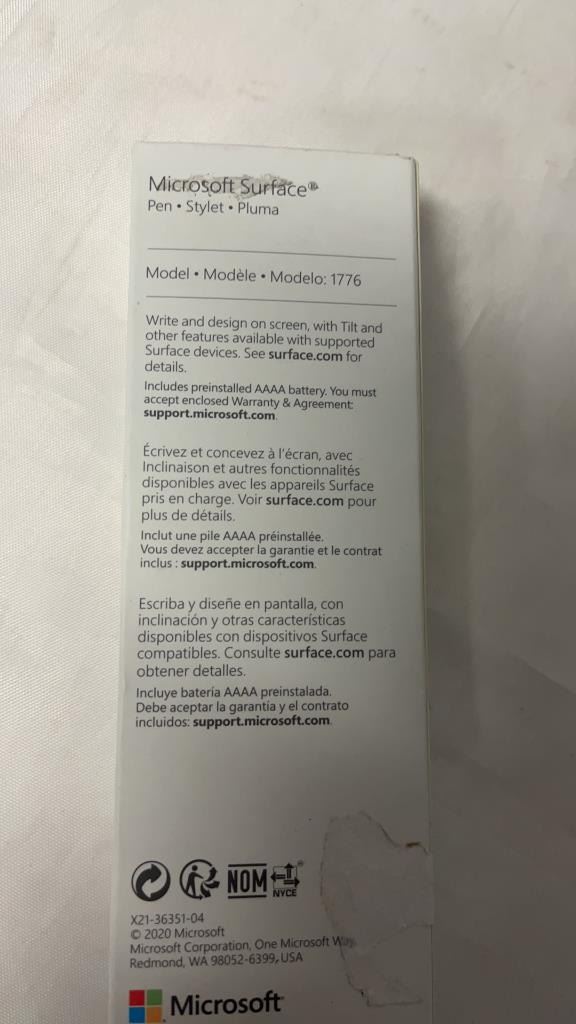 Microsoft Surface®
Pen • Stylet • Pluma
Model • Modèle • Modelo: 1776
Write and design on screen, with Tilt and
other features available with supported
Surface devices. See surface.com for
details.
Includes preinstalled AAAA battery. You must
accept enclosed Warranty & Agreement:
support.microsoft.com.
Écrivez et concevez à l'écran, avec
Inclinaison et autres fonctionnalités
disponibles avec les appareils Surface
pris en charge. Voir surface.com pour
plus de détails.
Inclut une pile AAAA préinstallée.
Vous devez accepter la garantie et le contrat
inclus : support.microsoft.com.
Escriba y diseñe en pantalla, con
inclinación y otras características
disponibles con dispositivos Surface
compatibles. Consulte surface.com para
obtener detalles.
Incluye batería AAAA preinstalada.
Debe aceptar la garantía y el contrato
incluidos: support.microsoft.com.
NOM
NYCE
X21-36351-04
© 2020 Microsoft
Microsoft Corporation, One Microsoft Way,
Redmond, WA 98052-6399, USA
Microsoft